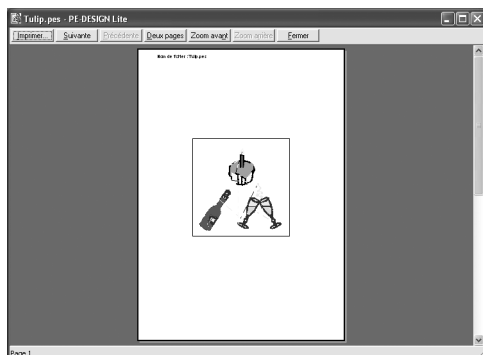 Tulip.pes - PE-DESIGN Lite
Imprimer... Suivante Précédente Deux pages Zoom avant Zoom arrière Fermer
Nom de fichier : Tulip.pes
Page 1